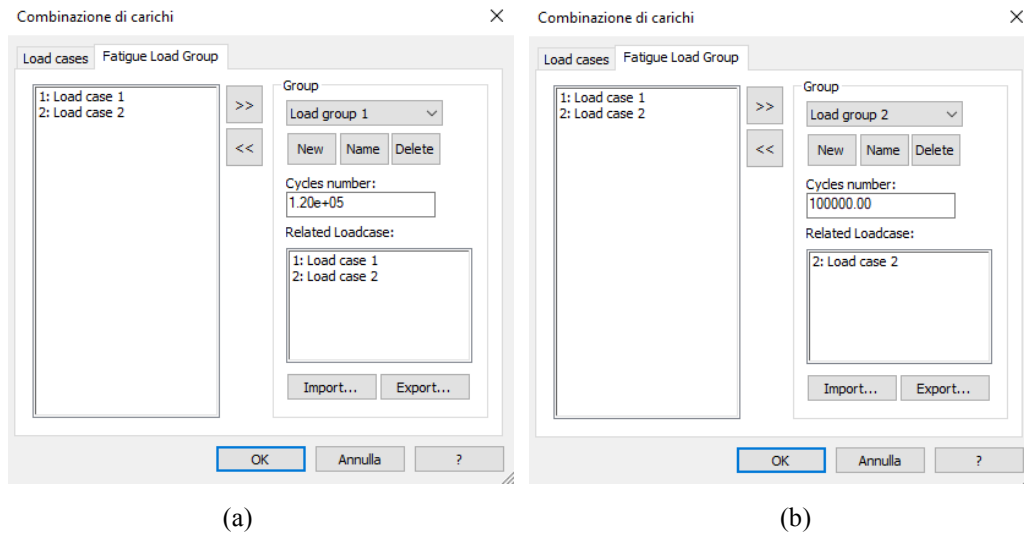 Combinazione di carichi
Load cases
Fatigue Load Group
1: Load case 1
2: Load case 2
>>
<<
Group
Load group 1
New
Name
Delete
Cycles number:
1.20e+05
Related Loadcase:
1: Load case 1
2: Load case 2
Import...
Export...
OK
Annulla
?
(a)
Combinazione di carichi
Load cases
Fatigue Load Group
1: Load case 1
2: Load case 2
>>
<<
Group
Load group 2
New
Name
Delete
Cycles number:
100000.00
Related Loadcase:
2: Load case 2
Import...
Export...
OK
Annulla
?
(b)